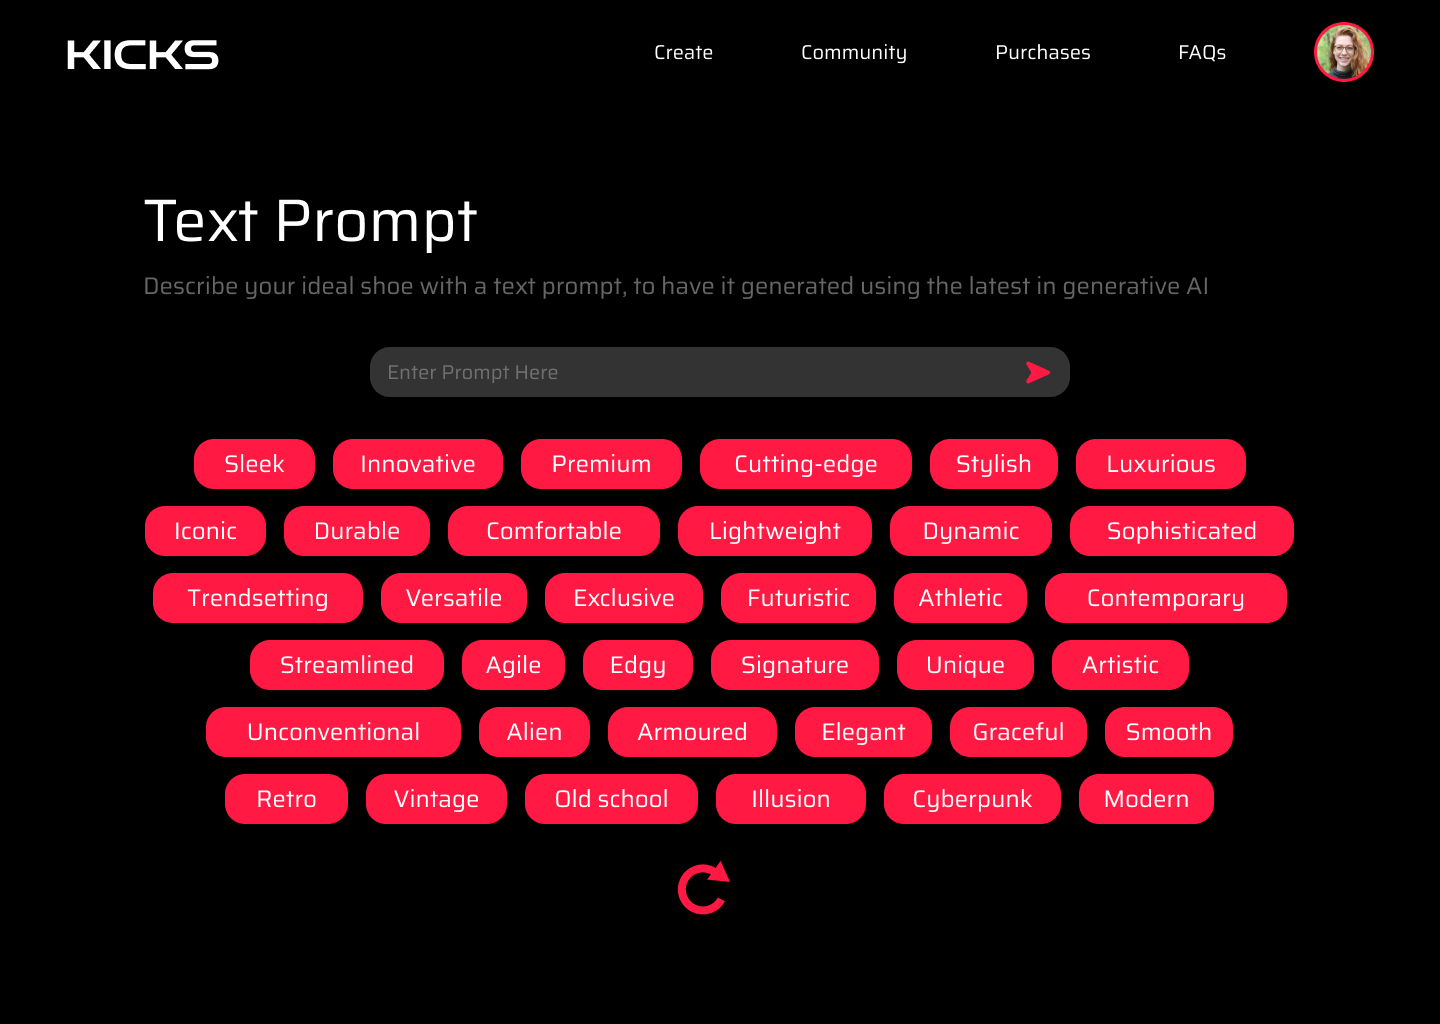 KICKS
Create Community Purchases FAQs
Text Prompt
Describe your ideal shoe with a text prompt, to have it generated using the latest in generative AI
Enter Prompt Here
Sleek Innovative Premium Cutting-edge Stylish Luxurious
Iconic Durable Comfortable Lightweight Dynamic Sophisticated
Trendsetting Versatile Exclusive Futuristic Athletic Contemporary
Streamlined Agile Edgy Signature Unique Artistic
Unconventional Alien Armoured Elegant Graceful Smooth
Retro Vintage Old school Illusion Cyberpunk Modern